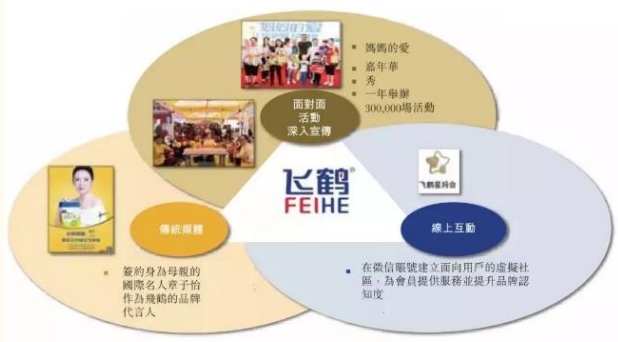 媽媽的愛
嘉年華
秀
一年舉辦
300,000場活動
面對面
活動
深入宣傳
飞鹤
FEIHE
飞鹤星妈会
傳統媒體
線上互動
簽約身為母親的
國際名人章子怡
作為飛鶴的品牌
代言人
在微信賬號建立面向用戶的虛擬社
區，為會員提供服務並提升品牌認
知度